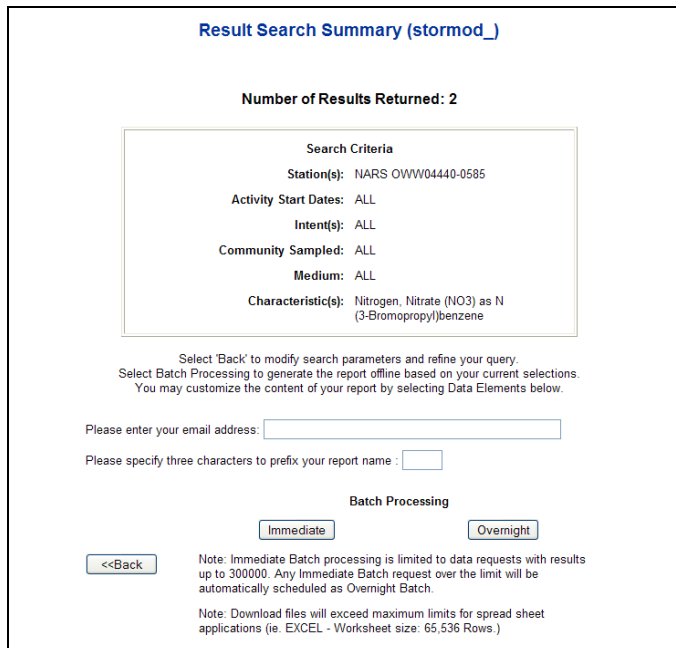 Result Search Summary (stormod_)
Number of Results Returned: 2
Search Criteria
Station(s): NARS OWW04440-0585
Activity Start Dates: ALL
Intent(s): ALL
Community Sampled: ALL
Medium: ALL
Characteristic(s): Nitrogen, Nitrate (NO3) as N
(3-Bromopropyl)benzene
Select 'Back' to modify search parameters and refine your query.
Select Batch Processing to generate the report offline based on your current selections.
You may customize the content of your report by selecting Data Elements below.
Please enter your email address:
Please specify three characters to prefix your report name :
Batch Processing
Immediate Overnight
<<Back
Note: Immediate Batch processing is limited to data requests with results
up to 300000. Any Immediate Batch request over the limit will be
automatically scheduled as Overnight Batch.
Note: Download files will exceed maximum limits for spread sheet
applications (ie. EXCEL - Worksheet size: 65,536 Rows.)